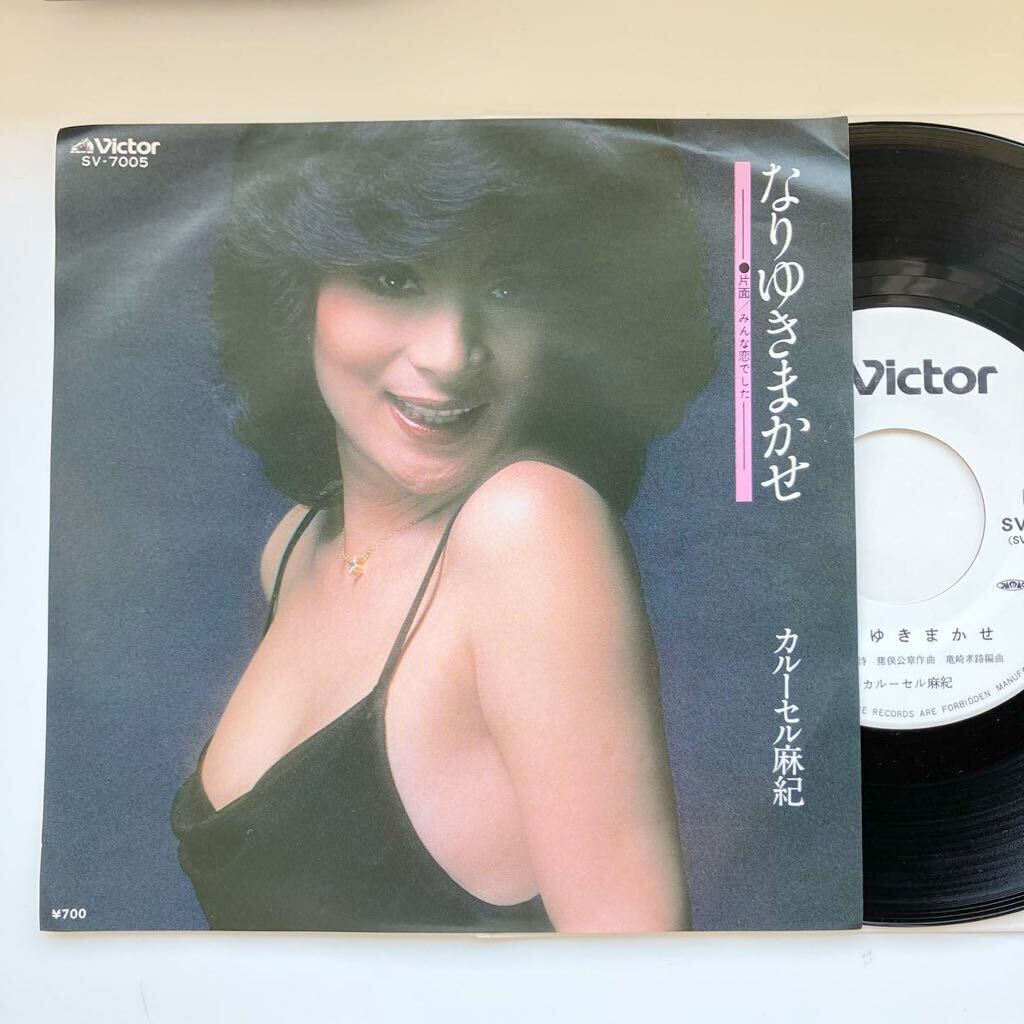 Victor
SV-7005
なりゆきまかせ
●片面/みんな恋でした
カルーセル麻紀
¥700
Victor
SV
(SV
ゆきまかせ
猪俣公章作曲 竜崎孝路編曲
カルーセル麻紀
RECORDS ARE FORBIDDEN MANUFA